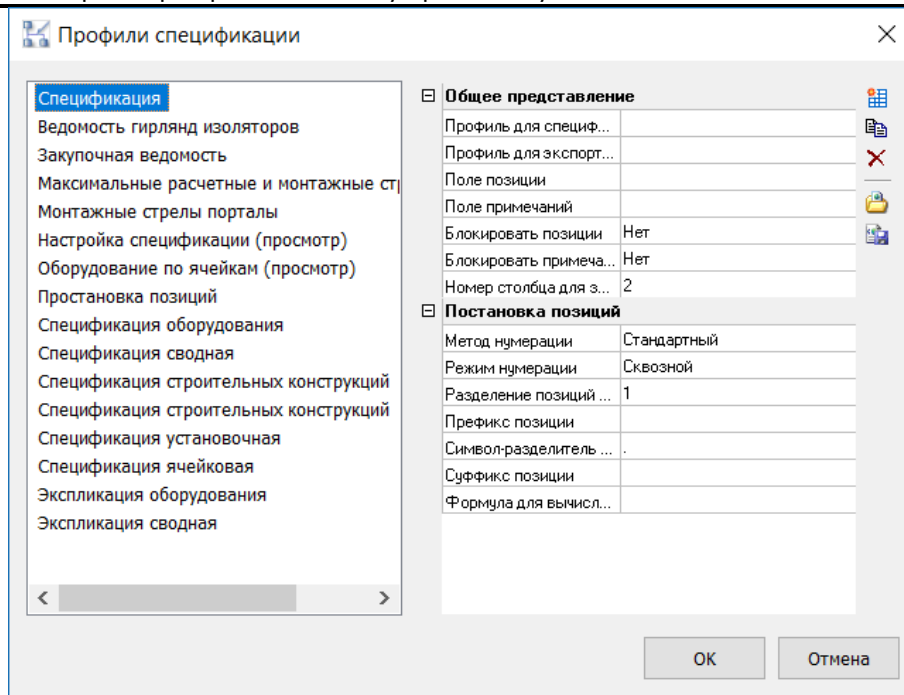 Профили спецификации
Спецификация
Ведомость гирлянд изоляторов
Закупочная ведомость
Максимальные расчетные и монтажные стр
Монтажные стрелы порталы
Настройка спецификации (просмотр)
Оборудование по ячейкам (просмотр)
Простановка позиций
Спецификация оборудования
Спецификация сводная
Спецификация строительных конструкций
Спецификация строительных конструкций
Спецификация установочная
Спецификация ячейковая
Экспликация оборудования
Экспликация сводная
Общее представление
Профиль для специф...
Профиль для экспорт...
Поле позиции
Поле примечаний
Блокировать позиции Нет
Блокировать примеча... Нет
Номер столбца для э... 2
Постановка позиций
Метод нумерации Стандартный
Режим нумерации Сквозной
Разделение позиций ... 1
Префикс позиции
Символ-разделитель ... .
Суффикс позиции
Формула для вычисл...
ОК Отмена